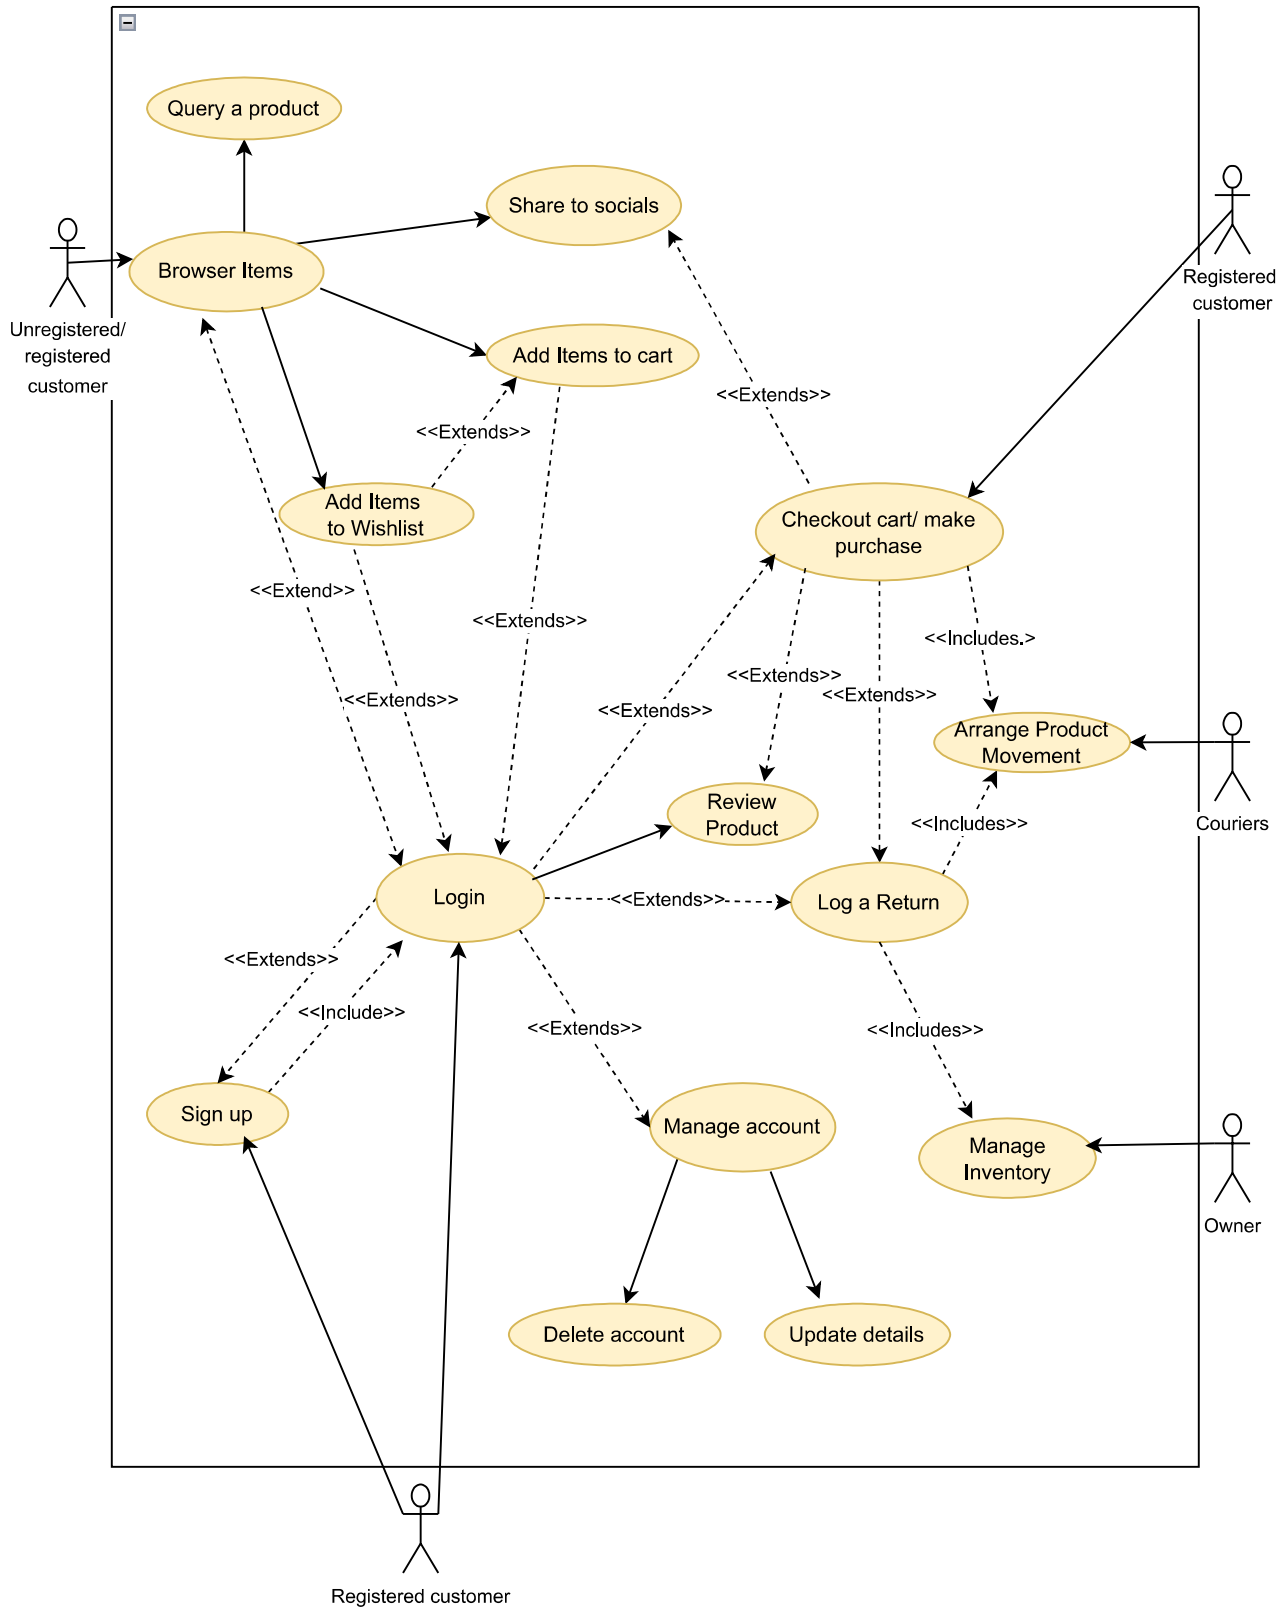 Query a product
Share to socials
Browser Items
Unregistered/
registered
customer
Registered
customer
Add Items to cart
<<Extends>>
<<Extends>>
Add Items
to Wishlist
Checkout cart/ make
purchase
<<Extend>>
<<Extends>>
<<Includes.>
<<Extends>>
<<Extends>>
<<Extends>>
<<Extends>>
Arrange Product
Movement
Review
Product
<<Includes>>
Couriers
Login
<<Extends>>
Log a Return
<<Extends>>
<<Include>>
<<Extends>>
<<Includes>>
Sign up
Manage account
Manage
Inventory
Owner
Delete account
Update details
Registered customer